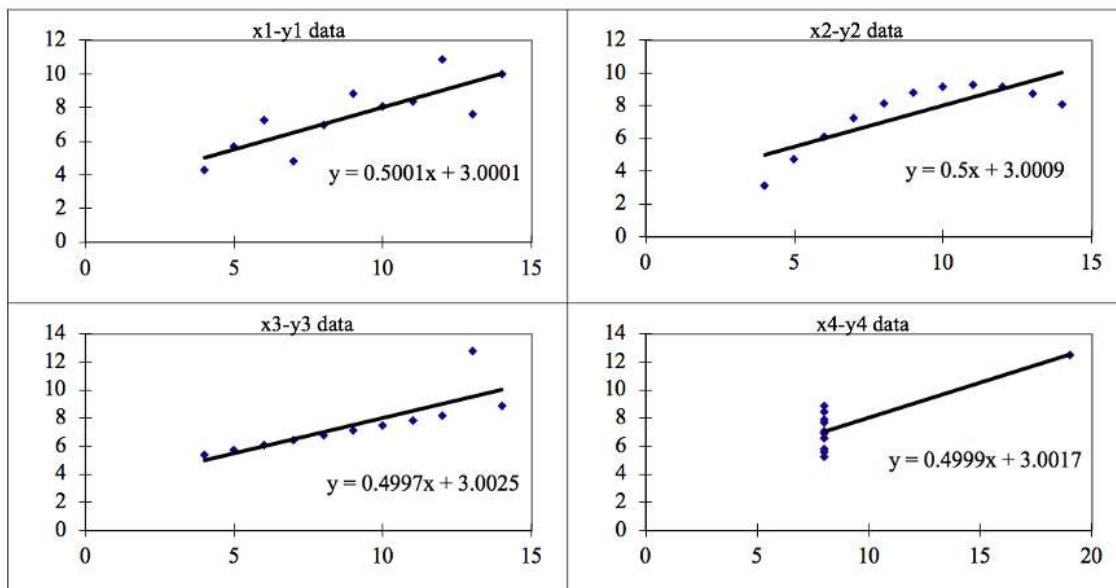 x1-y1 data
12
10
8
6
4
2
0
y = 0.5001x + 3.0001
0 5 10 15
x2-y2 data
12
10
8
6
4
2
0
y = 0.5x + 3.0009
0 5 10 15
x3-y3 data
14
12
10
8
6
4
2
0
y = 0.4997x + 3.0025
0 5 10 15
x4-y4 data
14
12
10
8
6
4
2
0
y = 0.4999x + 3.0017
0 5 10 15 20